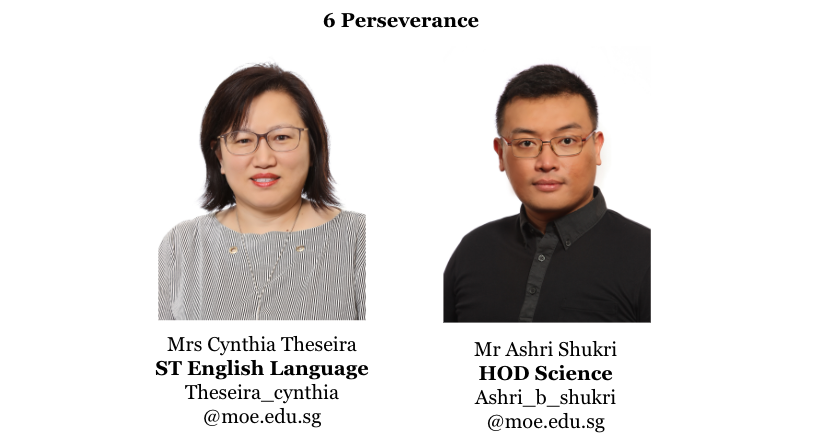 6 Perseverance
Mrs Cynthia Theseira
ST English Language
Theseira_cynthia
@moe.edu.sg
Mr Ashri Shukri
HOD Science
Ashri_b_shukri
@moe.edu.sg